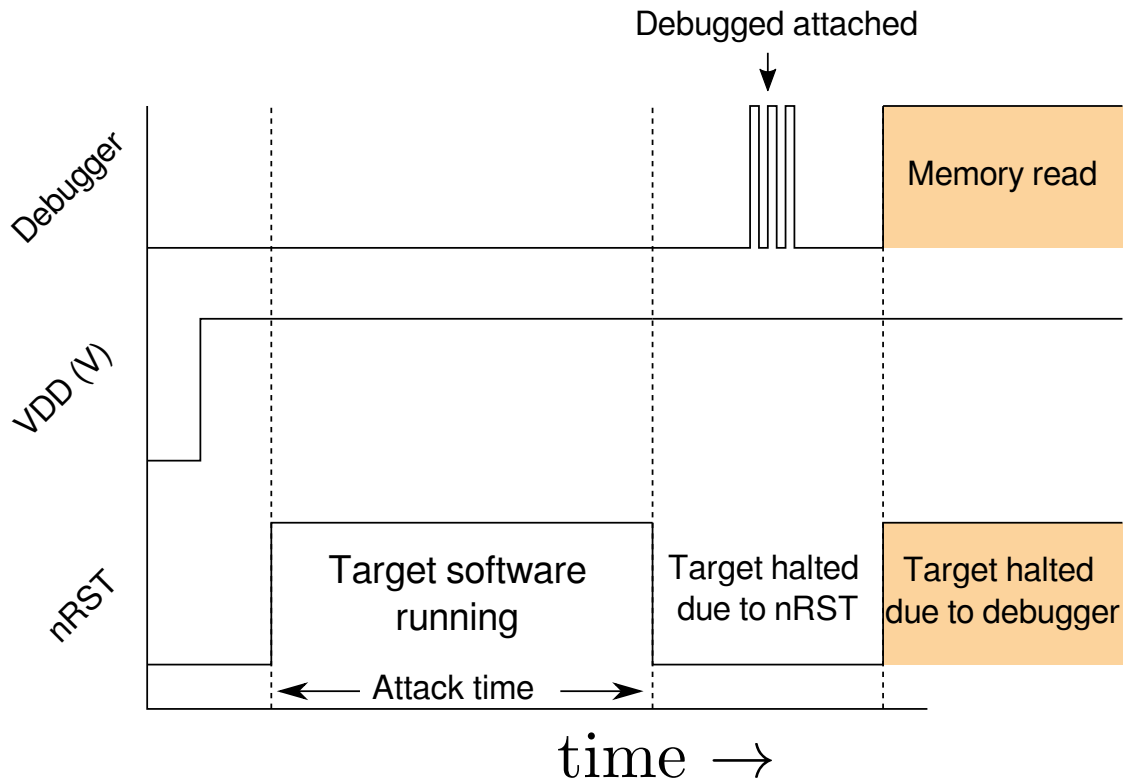 Debugged attached
Debugger
Memory read
VDD (V)
nRST
Target software
running
Target halted
due to nRST
Target halted
due to debugger
Attack time
time →